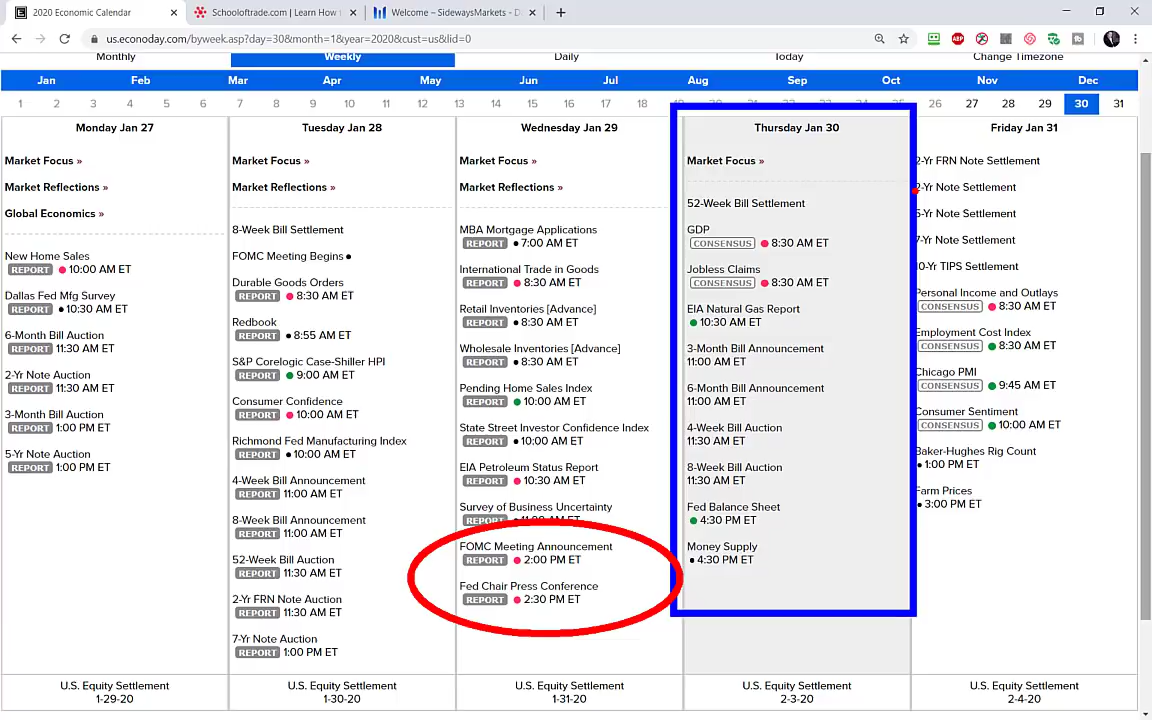 2020 Economic Calendar
Schooloftrade.com | Learn How
Welcome – SidewaysMarkets - D
us.econoday.com/byweek.asp?day=30&month=1&year=2020&cust=us&lid=0
Monthly Weekly Daily Today Change Timezone
Jan Feb Mar Apr May Jun Jul Aug Sep Oct Nov Dec
1 2 3 4 5 6 7 8 9 10 11 12 13 14 15 16 17 18 26 27 28 29 30 31
Monday Jan 27
Market Focus »
Market Reflections »
Global Economics »
New Home Sales
REPORT 10:00 AM ET
Dallas Fed Mfg Survey
REPORT 10:30 AM ET
6-Month Bill Auction
REPORT 11:30 AM ET
2-Yr Note Auction
REPORT 11:30 AM ET
3-Month Bill Auction
REPORT 1:00 PM ET
5-Yr Note Auction
REPORT 1:00 PM ET
U.S. Equity Settlement
1-29-20
Tuesday Jan 28
Market Focus »
Market Reflections »
8-Week Bill Settlement
FOMC Meeting Begins
Durable Goods Orders
REPORT 8:30 AM ET
Redbook
REPORT 8:55 AM ET
S&P Corelogic Case-Shiller HPI
REPORT 9:00 AM ET
Consumer Confidence
REPORT 10:00 AM ET
Richmond Fed Manufacturing Index
REPORT 10:00 AM ET
4-Week Bill Announcement
REPORT 11:00 AM ET
8-Week Bill Announcement
REPORT 11:00 AM ET
52-Week Bill Auction
REPORT 11:30 AM ET
2-Yr FRN Note Auction
REPORT 11:30 AM ET
7-Yr Note Auction
REPORT 1:00 PM ET
U.S. Equity Settlement
1-30-20
Wednesday Jan 29
Market Focus »
Market Reflections »
MBA Mortgage Applications
REPORT 7:00 AM ET
International Trade in Goods
REPORT 8:30 AM ET
Retail Inventories [Advance]
REPORT 8:30 AM ET
Wholesale Inventories [Advance]
REPORT 8:30 AM ET
Pending Home Sales Index
REPORT 10:00 AM ET
State Street Investor Confidence Index
REPORT 10:00 AM ET
EIA Petroleum Status Report
REPORT 10:30 AM ET
Survey of Business Uncertainty
REPORT 11:00 AM ET
FOMC Meeting Announcement
REPORT 2:00 PM ET
Fed Chair Press Conference
REPORT 2:30 PM ET
U.S. Equity Settlement
1-31-20
Thursday Jan 30
Market Focus »
52-Week Bill Settlement
GDP
CONSENSUS 8:30 AM ET
Jobless Claims
CONSENSUS 8:30 AM ET
EIA Natural Gas Report
10:30 AM ET
3-Month Bill Announcement
11:00 AM ET
6-Month Bill Announcement
11:00 AM ET
4-Week Bill Auction
11:30 AM ET
8-Week Bill Auction
11:30 AM ET
Fed Balance Sheet
4:30 PM ET
Money Supply
4:30 PM ET
U.S. Equity Settlement
2-3-20
Friday Jan 31
2-Yr FRN Note Settlement
2-Yr Note Settlement
5-Yr Note Settlement
7-Yr Note Settlement
10-Yr TIPS Settlement
Personal Income and Outlays
CONSENSUS 8:30 AM ET
Employment Cost Index
CONSENSUS 8:30 AM ET
Chicago PMI
CONSENSUS 9:45 AM ET
Consumer Sentiment
CONSENSUS 10:00 AM ET
Baker-Hughes Rig Count
1:00 PM ET
Farm Prices
3:00 PM ET
U.S. Equity Settlement
2-4-20